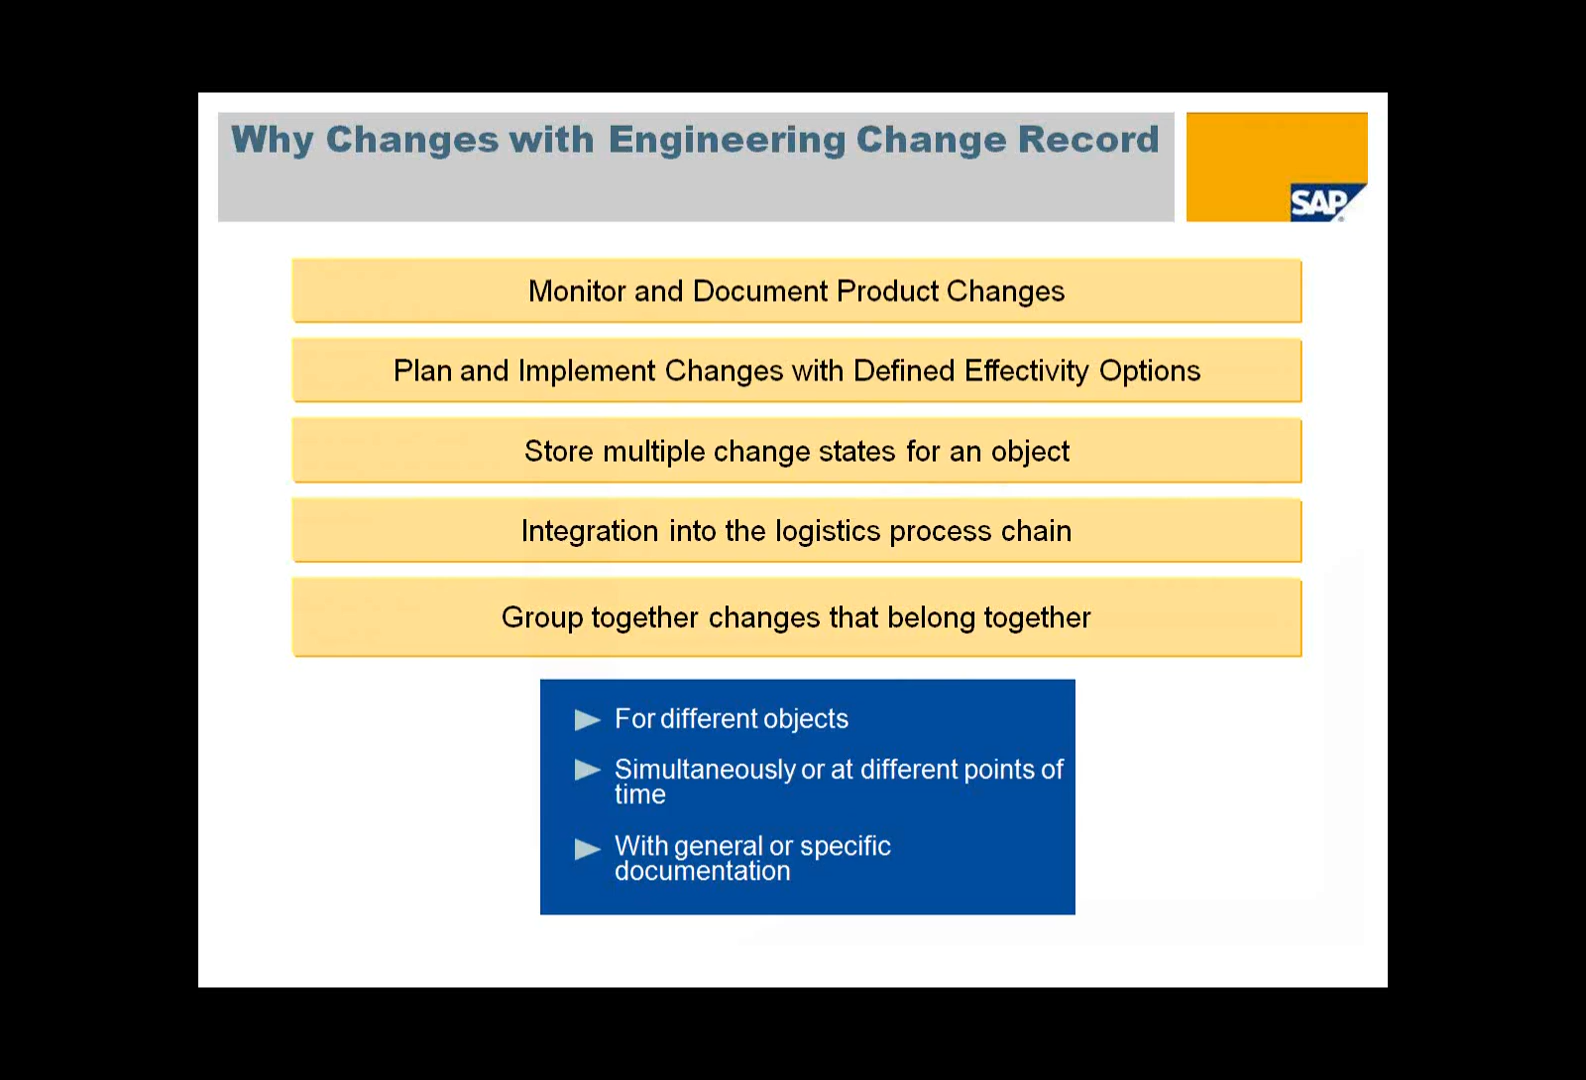 Why Changes with Engineering Change Record
SAP
Monitor and Document Product Changes
Plan and Implement Changes with Defined Effectivity Options
Store multiple change states for an object
Integration into the logistics process chain
Group together changes that belong together
For different objects
Simultaneously or at different points of
time
With general or specific
documentation